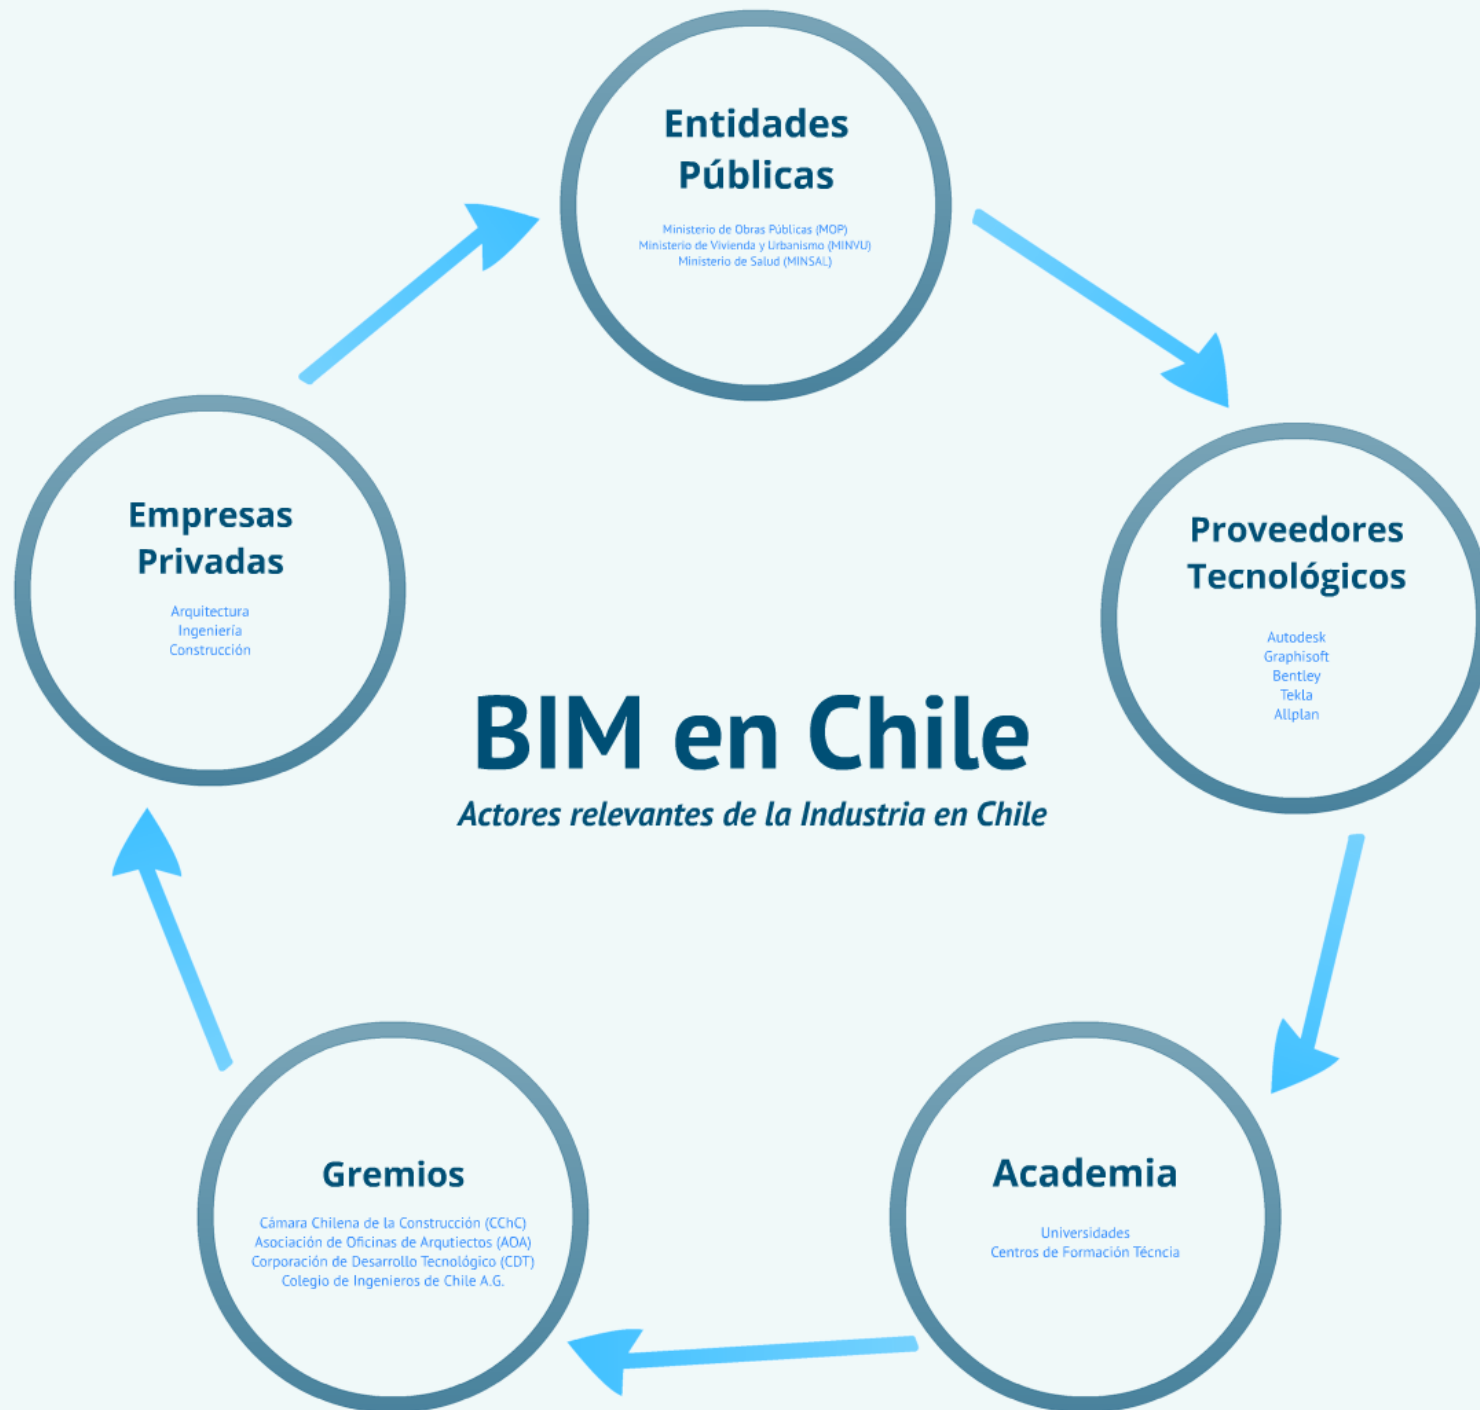 Entidades
Públicas
Ministerio de Obras Públicas (MOP)
Ministerio de Vivienda y Urbanismo (MINVU)
Ministerio de Salud (MINSAL)
Empresas
Privadas
Arquitectura
Ingeniería
Construcción
Proveedores
Tecnológicos
Autodesk
Graphisoft
Bentley
Tekla
Allplan
BIM en Chile
Actores relevantes de la Industria en Chile
Gremios
Cámara Chilena de la Construcción (CChC)
Asociación de Oficinas de Arqutiectos (AOA)
Corporación de Desarrollo Tecnológico (CDT)
Colegio de Ingenieros de Chile A.G.
Academia
Universidades
Centros de Formación Técncia